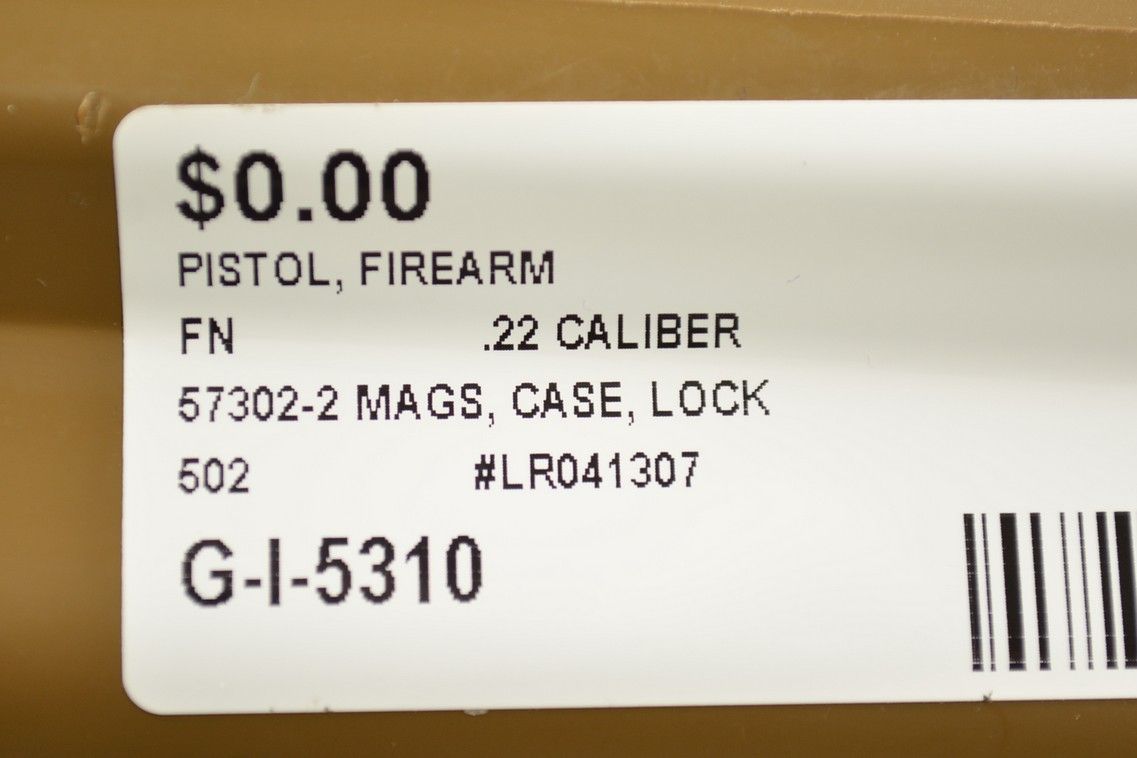 $0.00
PISTOL, FIREARM
FN .22 CALIBER
57302-2 MAGS, CASE, LOCK
502 #LR041307
G-I-5310